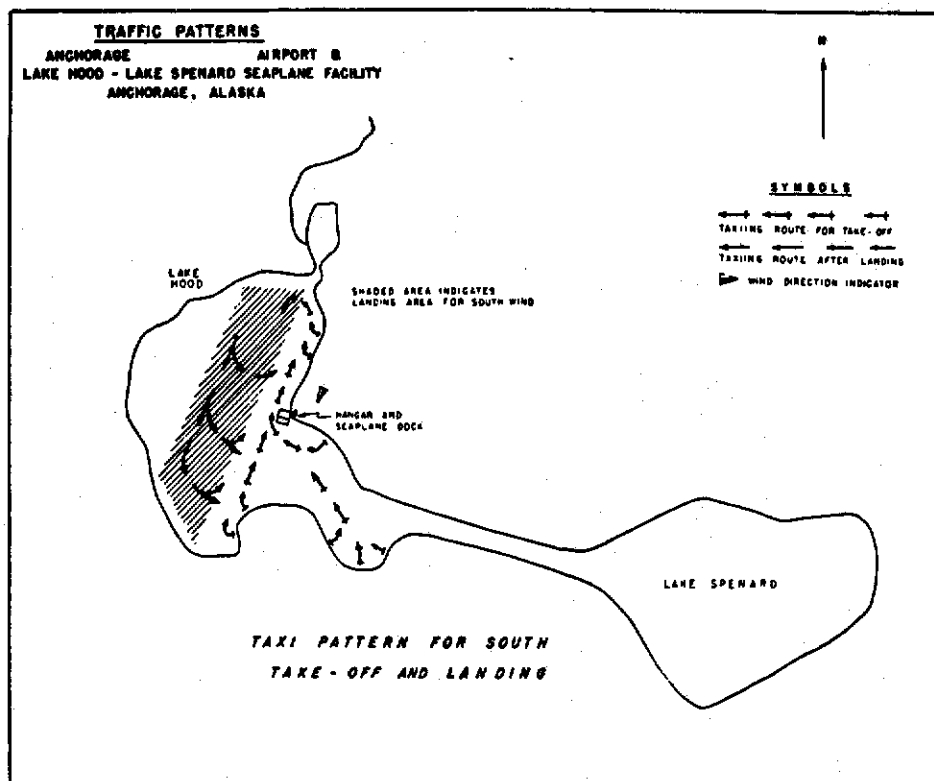 TRAFFIC PATTERNS
ANCHORAGE AIRPORT &
LAKE HOOD - LAKE SPENARD SEAPLANE FACILITY
ANCHORAGE, ALASKA
N
SYMBOLS
TAXIING ROUTE FOR TAKE-OFF
TAXIING ROUTE AFTER LANDING
WIND DIRECTION INDICATOR
LAKE
HOOD
SHADED AREA INDICATES
LANDING AREA FOR SOUTH WIND
HANGAR AND
SEAPLANE DOCK
LAKE SPENARD
TAXI PATTERN FOR SOUTH
TAKE-OFF AND LANDING